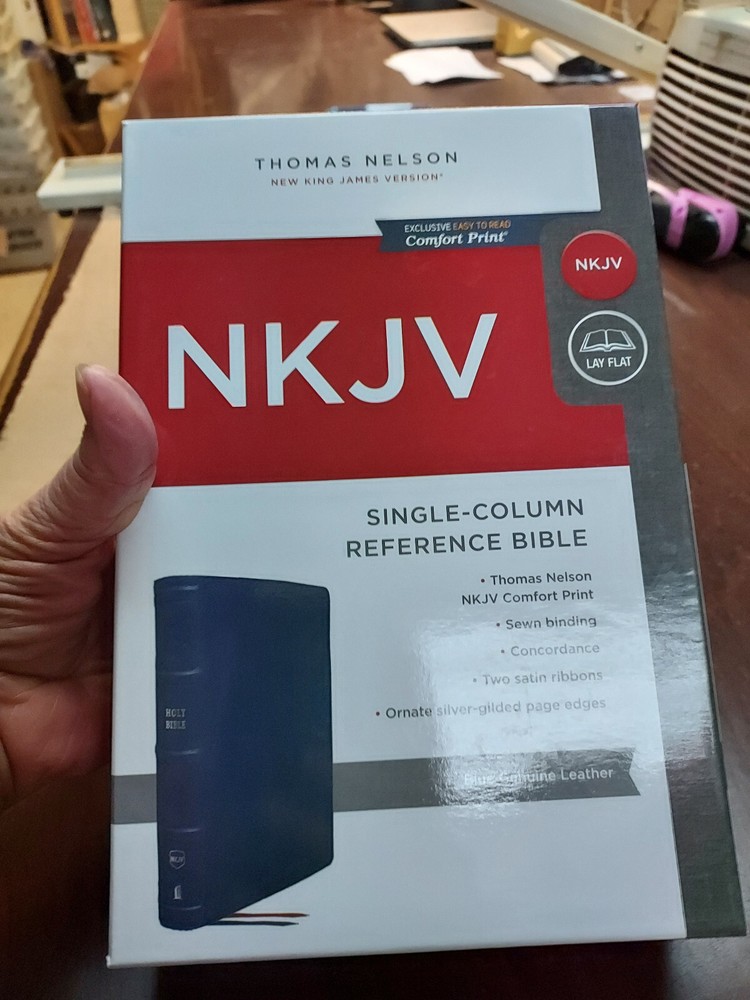 THOMAS NELSON
NEW KING JAMES VERSION®
EXCLUSIVE EASY TO READ
Comfort Print®
NKJV
NKJV
LAY FLAT
SINGLE-COLUMN
REFERENCE BIBLE
• Thomas Nelson
NKJV Comfort Print
• Sewn binding
• Concordance
• Two satin ribbons
• Ornate silver-gilded page edges
Blue Genuine Leather
HOLY
BIBLE
NKJV